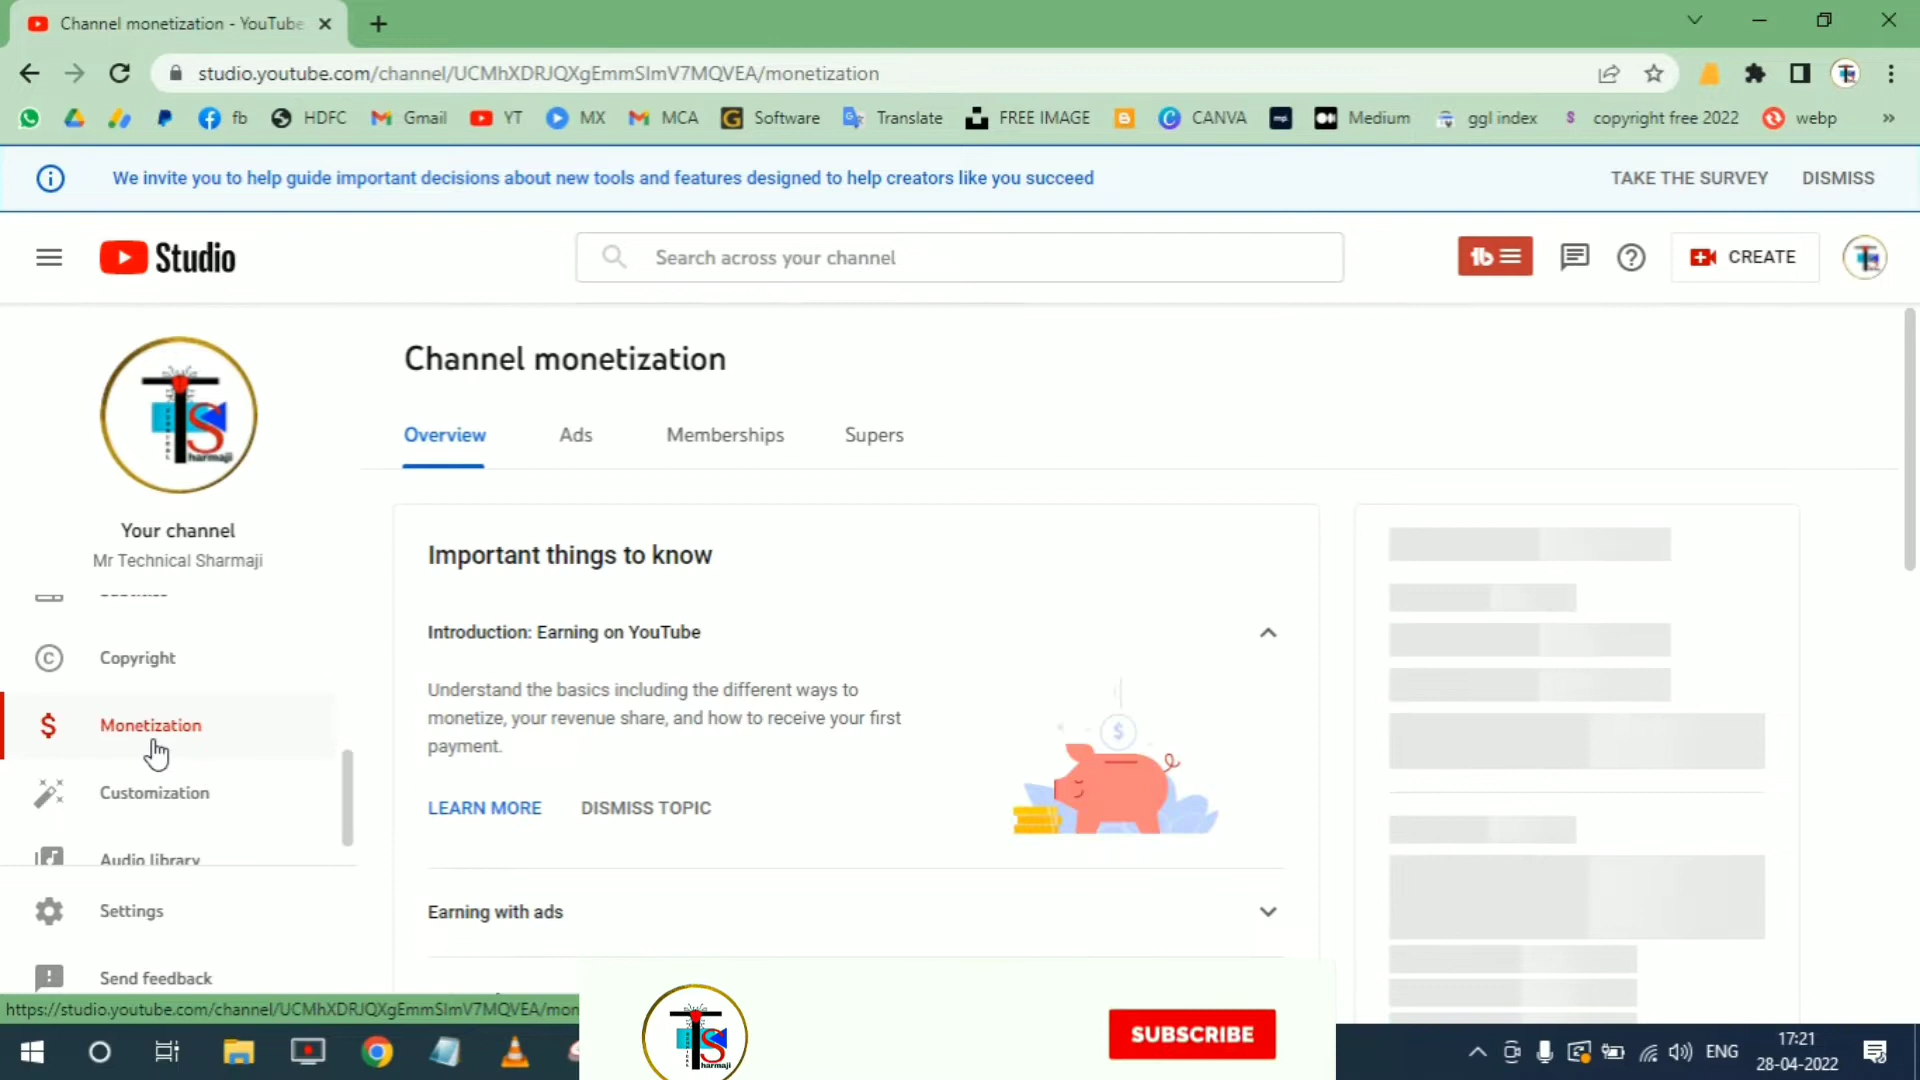 Channel monetization - YouTube
studio.youtube.com/channel/UCMhXDRJQXgEmmSImV7MQVEA/monetization
fb HDFC Gmail YT MX MCA Software Translate FREE IMAGE CANVA Medium ggl index copyright free 2022 webp »
We invite you to help guide important decisions about new tools and features designed to help creators like you succeed
TAKE THE SURVEY DISMISS
Studio
Search across your channel
CREATE
Channel monetization
Overview Ads Memberships Supers
Your channel
Mr Technical Sharmaji
Copyright
Monetization
Customization
Audio library
Settings
Send feedback
Important things to know
Introduction: Earning on YouTube
Understand the basics including the different ways to
monetize, your revenue share, and how to receive your first
payment.
LEARN MORE DISMISS TOPIC
Earning with ads
https://studio.youtube.com/channel/UCMhXDRJQXgEmmSImV7MQVEA/mon
SUBSCRIBE
ENG
17:21
28-04-2022